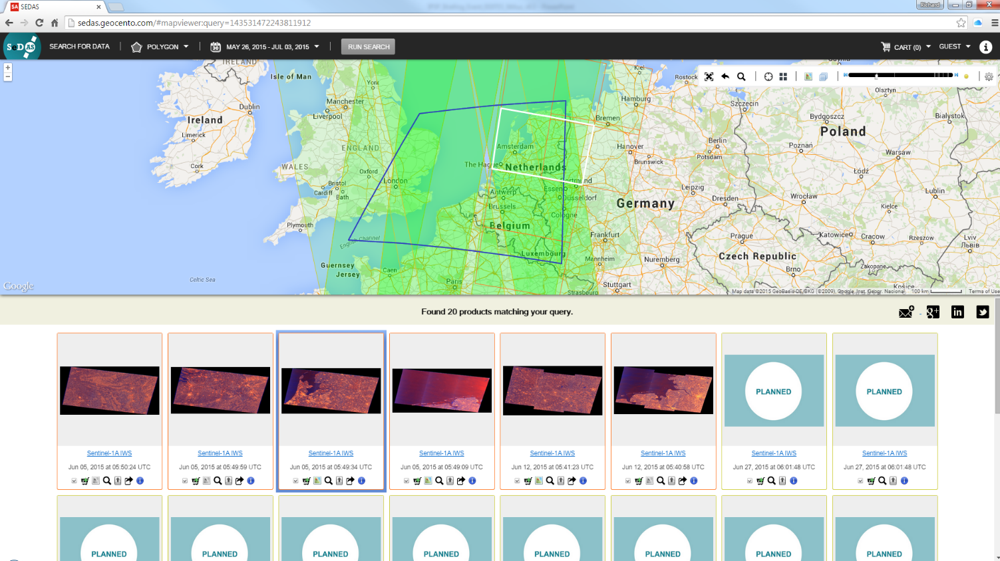 SEDAS
Richard
sedas.geocento.com/#mapviewer:query=143531472243811912
SeDAS
SEARCH FOR DATA
POLYGON
30
MAY 26, 2015 - JUL 03, 2015
RUN SEARCH
CART (0)
GUEST
IRELAND
Isle of Man
York
Kiel
Rostock
Gdynia
Olsztyn
Dublin
Manchester
Liverpool
Hamburg
Szczecin
Ireland
Bremen
Bydgoszcz
Białystok
Limerick
Poland
ENGLAND
Amsterdam
Hanover
Berlin
Poznań
Potsdam
Warsaw
Cork
WALES
Oxford
The Hague
Netherlands
Brunswick
Łódź
Bristol
London
Dortmund
Cardiff
Bath
Essen
Leipzig
Antwerp
Düsseldorf
Dresden
Wrocław
Lublin
Germany
Brussels
Kielce
Lille
Cologne
Plymouth
Belgium
English Channel
Frankfurt
Prague
Katowice
Cracow
Rzeszow
Lviv
Львів
Luxembourg
Czech Republic
Guernsey
Mannheim
Nuremberg
Jersey
Caen
Brno
Zakopane
Celtic Sea
Paris
Stuttgart
Košice
Google
Strasbourg
Map data ©2015 GeoBasis-DE/BKG (©2009), Google, Inst. Geogr. Nacional
100 km
Terms of Use
Found 20 products matching your query.
PLANNED
PLANNED
Sentinel-1A IWS
Sentinel-1A IWS
Sentinel-1A IWS
Sentinel-1A IWS
Sentinel-1A IWS
Sentinel-1A IWS
Sentinel-1A IWS
Sentinel-1A IWS
Jun 05, 2015 at 05:50:24 UTC
Jun 05, 2015 at 05:49:59 UTC
Jun 05, 2015 at 05:49:34 UTC
Jun 05, 2015 at 05:49:09 UTC
Jun 12, 2015 at 05:41:23 UTC
Jun 12, 2015 at 05:40:58 UTC
Jun 27, 2015 at 06:01:48 UTC
Jun 27, 2015 at 06:01:48 UTC
PLANNED
PLANNED
PLANNED
PLANNED
PLANNED
PLANNED
PLANNED
PLANNED